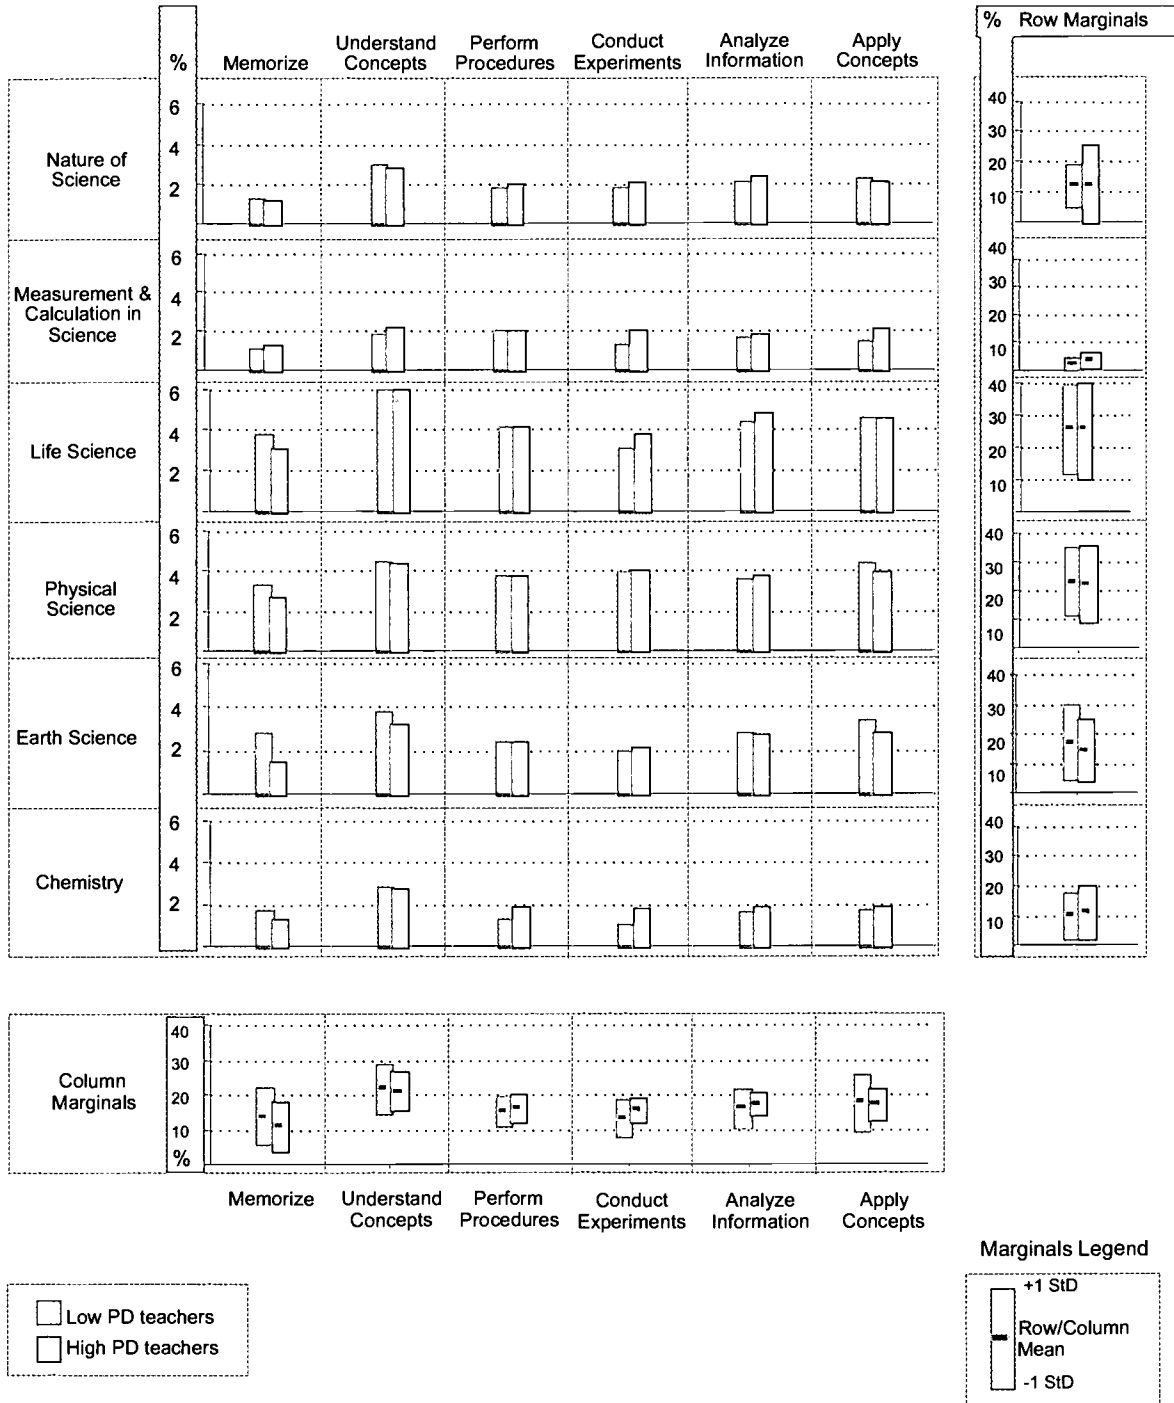 % Row Marginals
% Memorize Understand Concepts Perform Procedures Conduct Experiments Analyze Information Apply Concepts
Nature of
Science
6
4
2
40
30
20
10
Measurement &
Calculation in
Science
6
4
2
40
30
20
10
Life Science
6
4
2
40
30
20
10
Physical
Science
6
4
2
40
30
20
10
Earth Science
6
4
2
40
30
20
10
Chemistry
6
4
2
40
30
20
10
Column
Marginals
40
30
20
10
%
Memorize Understand Concepts Perform Procedures Conduct Experiments Analyze Information Apply Concepts
Low PD teachers
High PD teachers
Marginals Legend
+1 StD
Row/Column
Mean
-1 StD